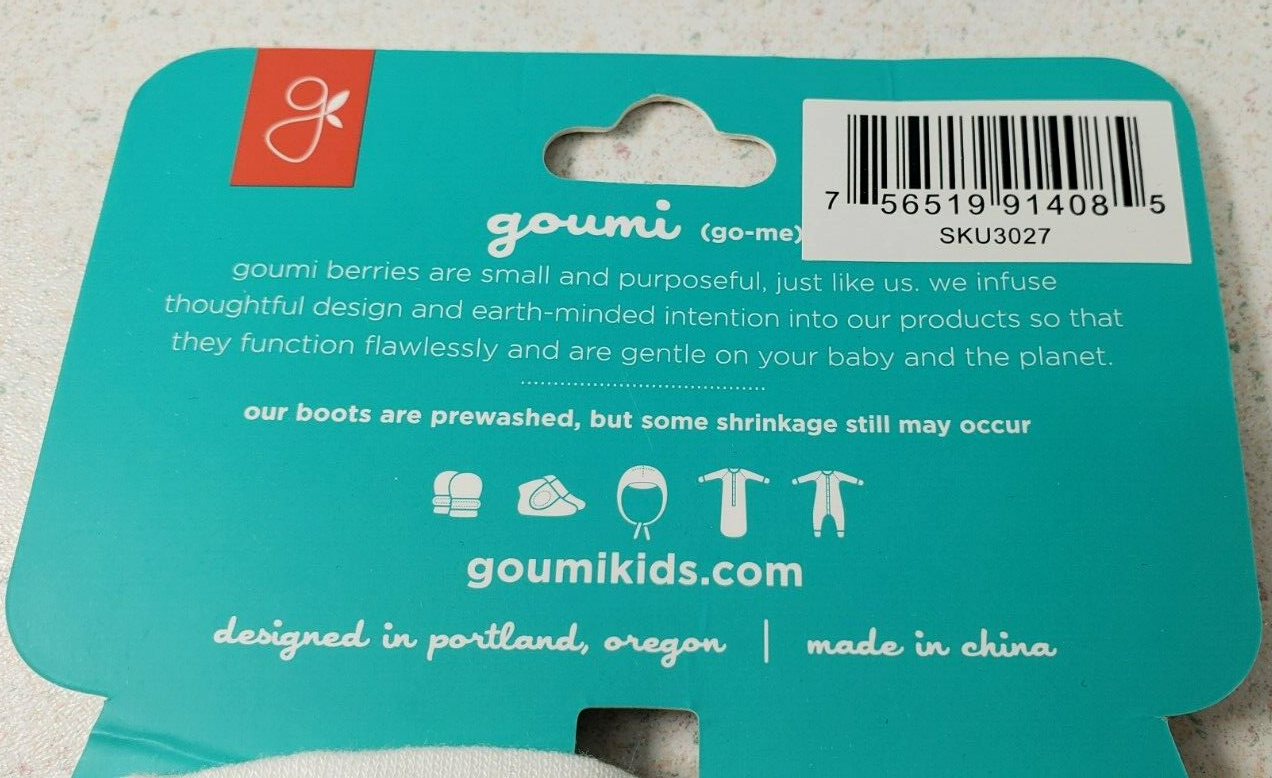 g
7 56519 91408 5
SKU3027
goumi (go-me)
goumi berries are small and purposeful, just like us. we infuse
thoughtful design and earth-minded intention into our products so that
they function flawlessly and are gentle on your baby and the planet.
our boots are prewashed, but some shrinkage still may occur
goumikids.com
designed in portland, oregon | made in china